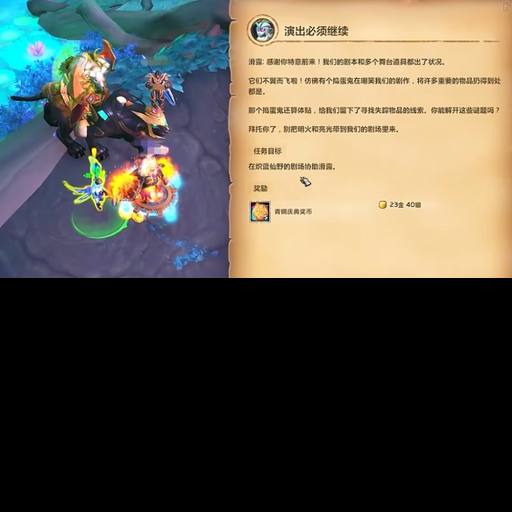 演出必须继续
滑露: 感谢你特意前来！我们的剧本和多个舞台道具都出了状况。
它们不翼而飞啦！仿佛有个捣蛋鬼在嘲笑我们的剧作，将许多重要的物品扔得到处
都是。
那个捣蛋鬼还算体贴，给我们留下了寻找失踪物品的线索。你能解开这些谜题吗？
拜托你了，别把明火和亮光带到我们的剧场里来。
任务目标
在炽蓝仙野的剧场协助滑露。
奖励
青铜庆典奖币
23金 40银